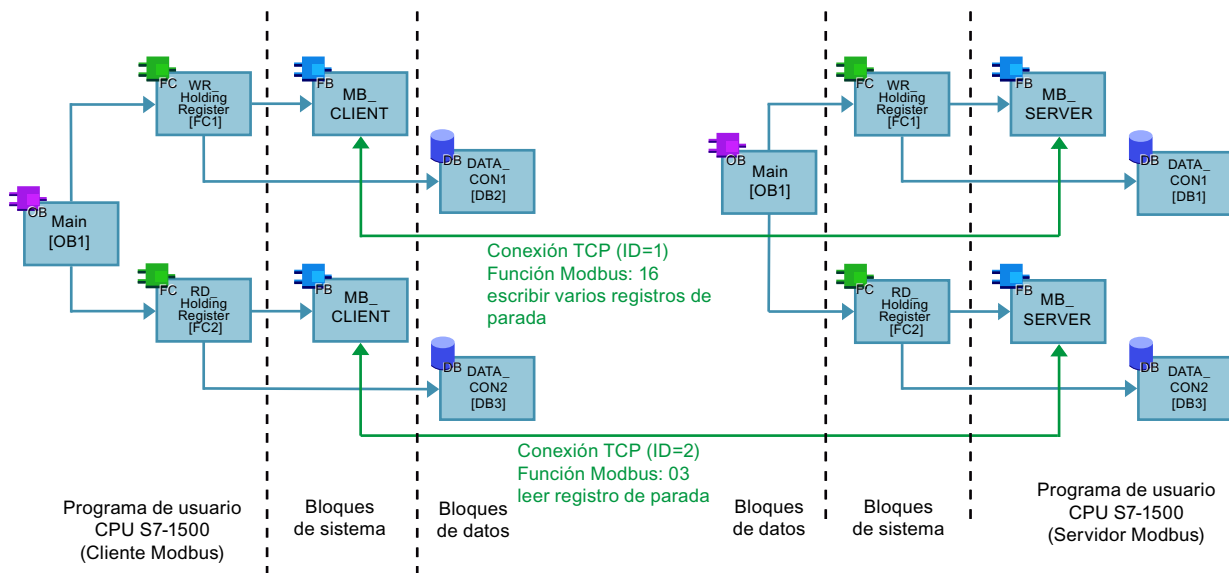 FC
WR_
Holding
Register
[FC1]
FB
MB_
CLIENT
DB
DATA_
CON1
[DB2]
OB
Main
[OB1]
FC
RD_
Holding
Register
[FC2]
FB
MB_
CLIENT
DB
DATA_
CON2
[DB3]
Conexión TCP (ID=1)
Función Modbus: 16
escribir varios registros de
parada
Conexión TCP (ID=2)
Función Modbus: 03
leer registro de parada
OB
Main
[OB1]
FC
WR_
Holding
Register
[FC1]
FB
MB_
SERVER
DB
DATA_
CON1
[DB1]
FC
RD_
Holding
Register
[FC2]
FB
MB_
SERVER
DB
DATA_
CON2
[DB3]
Programa de usuario
CPU S7-1500
(Cliente Modbus)
Bloques
de sistema
Bloques
de datos
Bloques
de datos
Bloques
de sistema
Programa de usuario
CPU S7-1500
(Servidor Modbus)